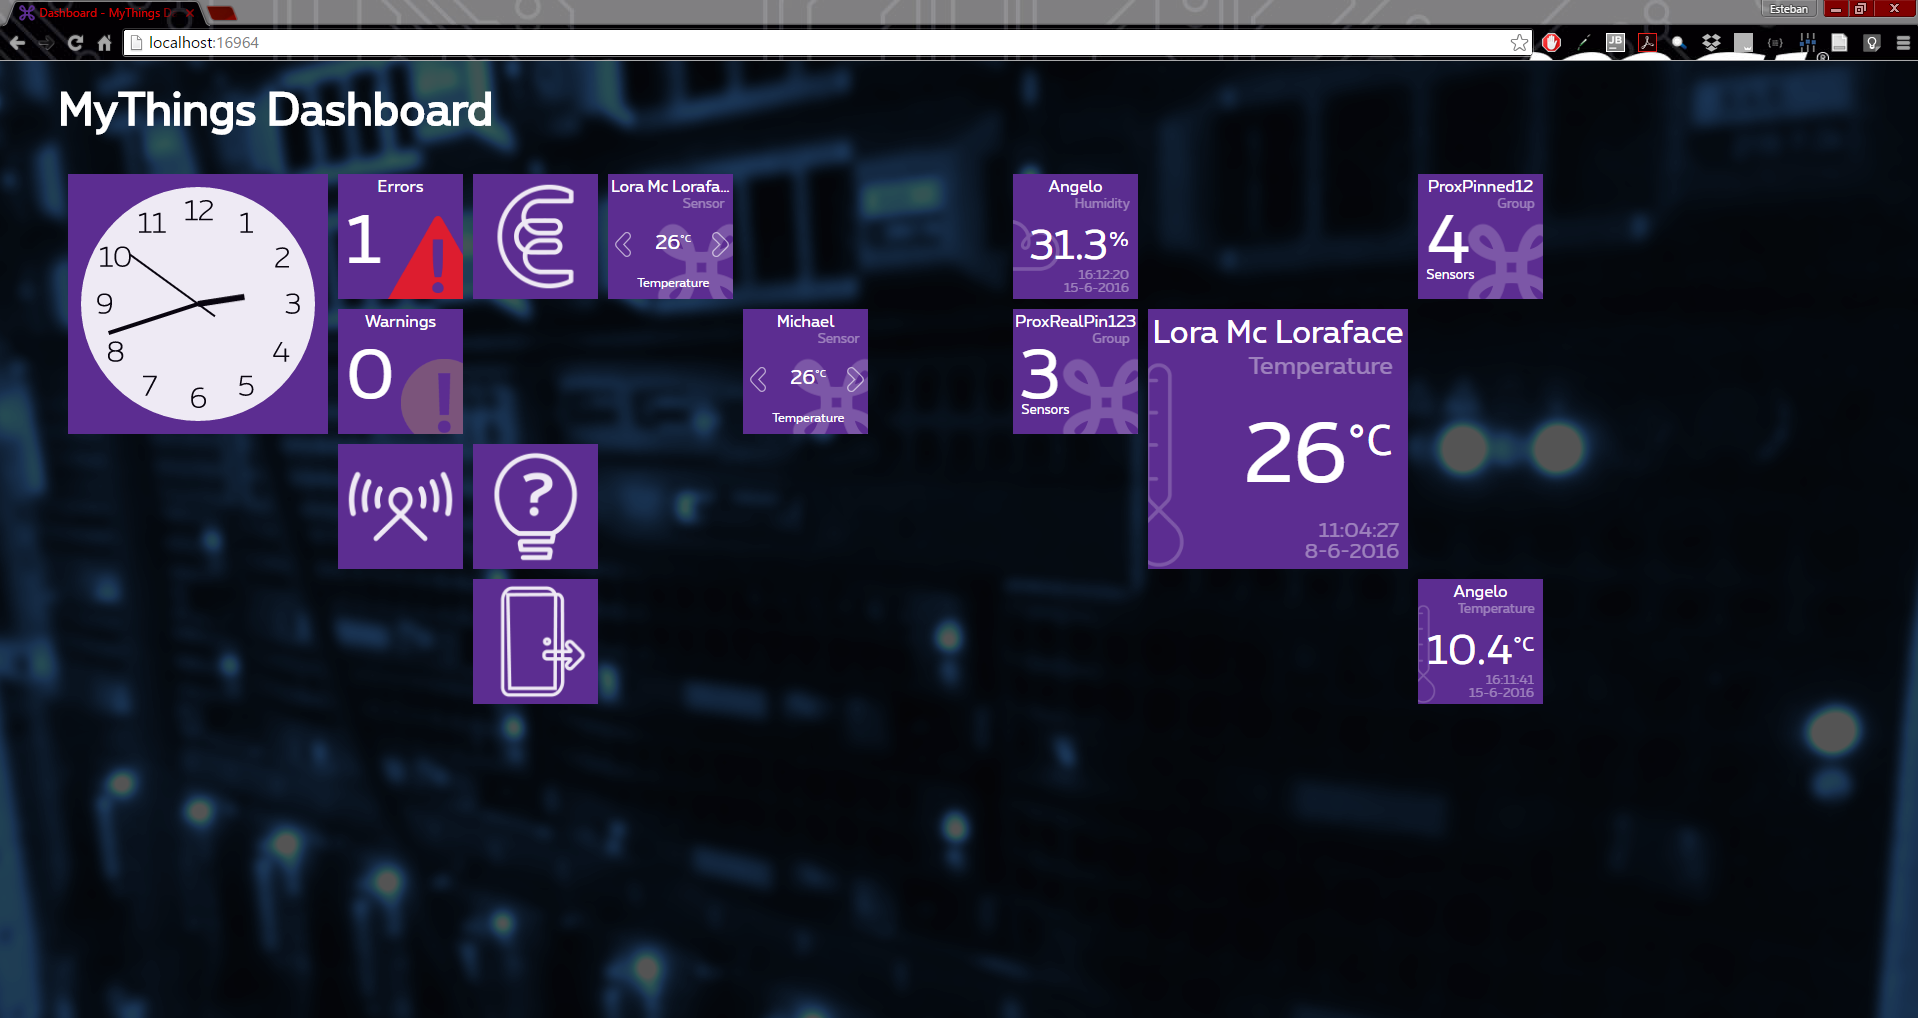 Dashboard - MyThings D
Esteban
localhost:16964
JB
MyThings Dashboard
12
11
1
10
2
9
3
8
4
7
5
6
Errors
1
!
Lora Mc Lorafa...
Sensor
26°C
Temperature
Angelo
Humidity
31.3%
16:12:20
15-6-2016
ProxPinned12
Group
4
Sensors
Warnings
0
!
Michael
Sensor
26°C
Temperature
ProxRealPin123
Group
3
Sensors
Lora Mc Loraface
Temperature
26°C
11:04:27
8-6-2016
?
Angelo
Temperature
10.4°C
16:11:41
15-6-2016